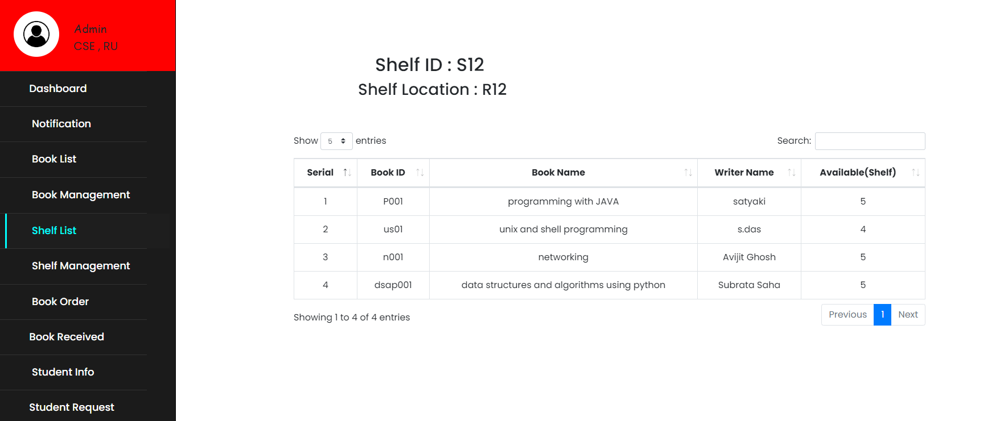 Admin
CSE , RU
Dashboard
Notification
Book List
Book Management
Shelf List
Shelf Management
Book Order
Book Received
Student Info
Student Request
Shelf ID : S12
Shelf Location : R12
Show 5 entries
Search:
Serial Book ID Book Name Writer Name Available(Shelf)
1 P001 programming with JAVA satyaki 5
2 us01 unix and shell programming s.das 4
3 n001 networking Avijit Ghosh 5
4 dsap001 data structures and algorithms using python Subrata Saha 5
Showing 1 to 4 of 4 entries
Previous 1 Next